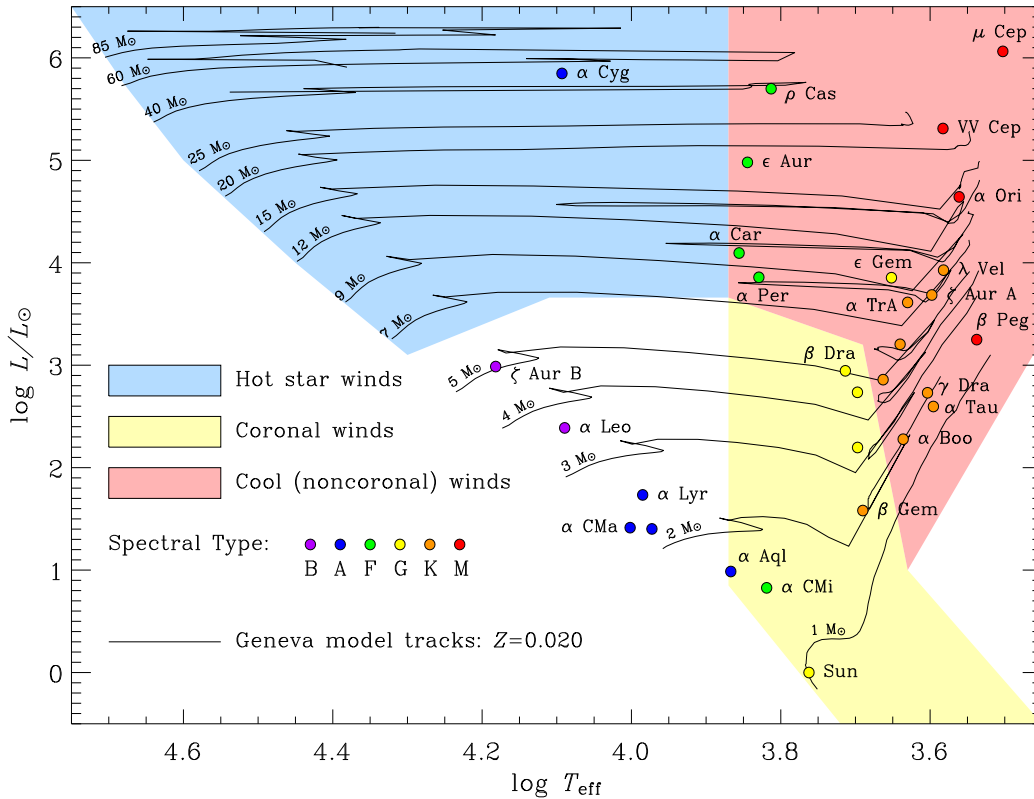 μ Cep
85 M⊙
60 M⊙
α Cyg
ρ Cas
40 M⊙
VV Cep
25 M⊙
ε Aur
20 M⊙
α Ori
15 M⊙
12 M⊙
α Car
ε Gem
λ Vel
9 M⊙
α Per
α TrA
ζ Aur A
7 M⊙
β Peg
β Dra
5 M⊙
ζ Aur B
γ Dra
α Tau
4 M⊙
α Leo
α Boo
3 M⊙
α Lyr
β Gem
α CMa
2 M⊙
α Aql
α CMi
1 M⊙
Sun
Hot star winds
Coronal winds
Cool (noncoronal) winds
Spectral Type:
B A F G K M
Geneva model tracks: Z=0.020
6
5
4
3
2
1
0
log L/L⊙
4.6 4.4 4.2 4.0 3.8 3.6
log Teff